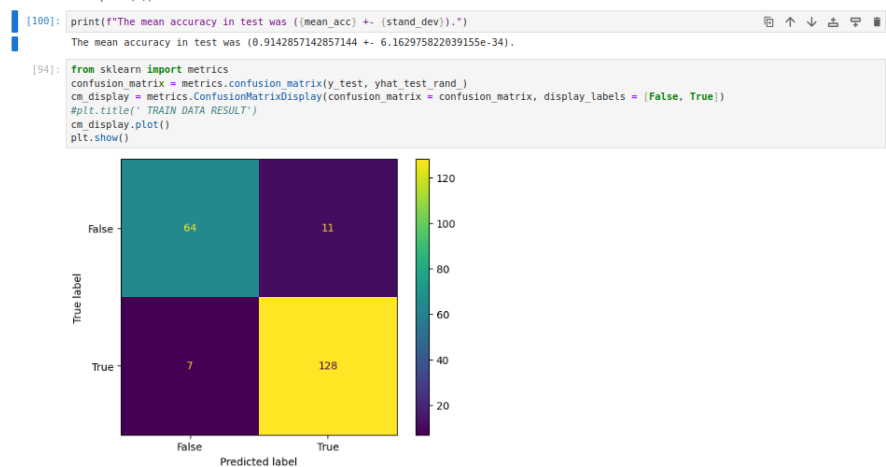 [100]: print(f"The mean accuracy in test was ({mean_acc} +- {stand_dev}).")
The mean accuracy in test was (0.9142857142857144 +- 6.162975822039155e-34).
[94]: from sklearn import metrics
confusion_matrix = metrics.confusion_matrix(y_test, yhat_test_rand_)
cm_display = metrics.ConfusionMatrixDisplay(confusion_matrix = confusion_matrix, display_labels = [False, True])
#plt.title(' TRAIN DATA RESULT')
cm_display.plot()
plt.show()
120
100
80
60
40
20
False
64
11
True label
True
7
128
False
True
Predicted label